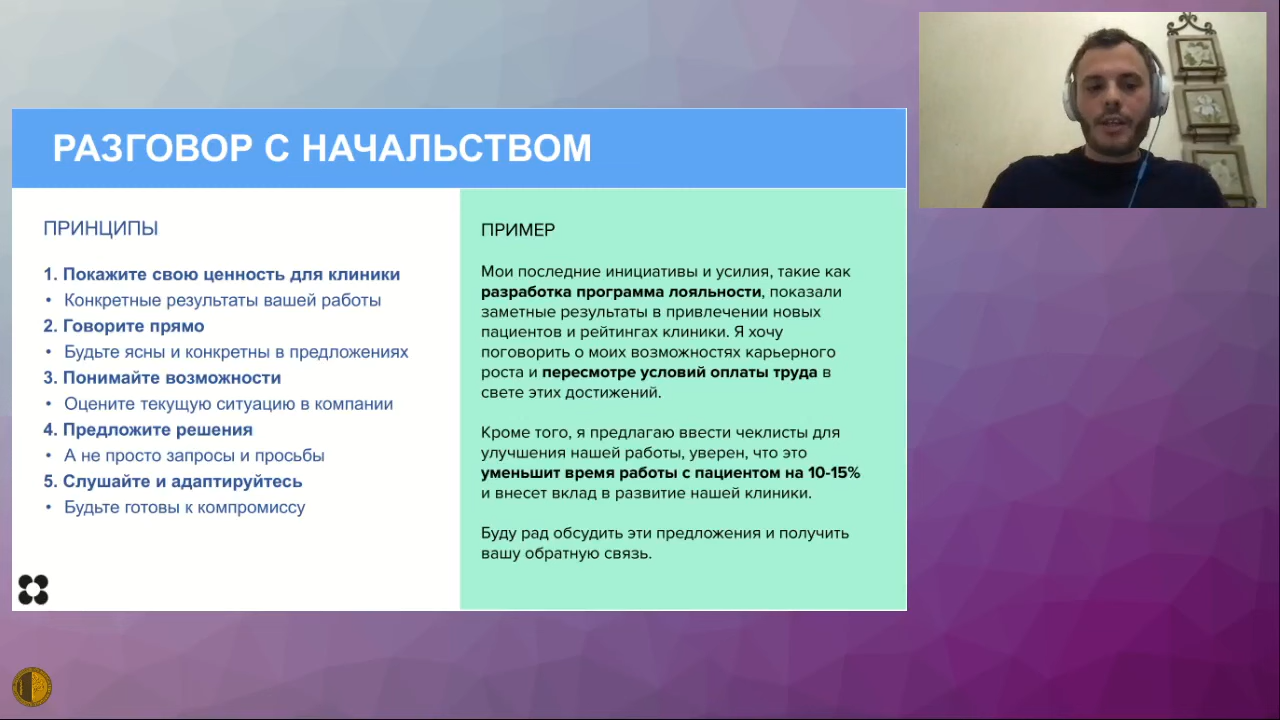 РАЗГОВОР С НАЧАЛЬСТВОМ
ПРИНЦИПЫ
1. Покажите свою ценность для клиники
• Конкретные результаты вашей работы
2. Говорите прямо
• Будьте ясны и конкретны в предложениях
3. Понимайте возможности
• Оцените текущую ситуацию в компании
4. Предложите решения
• А не просто запросы и просьбы
5. Слушайте и адаптируйтесь
• Будьте готовы к компромиссу
ПРИМЕР
Мои последние инициативы и усилия, такие как
разработка программа лояльности, показали
заметные результаты в привлечении новых
пациентов и рейтингах клиники. Я хочу
поговорить о моих возможностях карьерного
роста и пересмотре условий оплаты труда в
свете этих достижений.
Кроме того, я предлагаю ввести чеклисты для
улучшения нашей работы, уверен, что это
уменьшит время работы с пациентом на 10-15%
и внесет вклад в развитие нашей клиники.
Буду рад обсудить эти предложения и получить
вашу обратную связь.